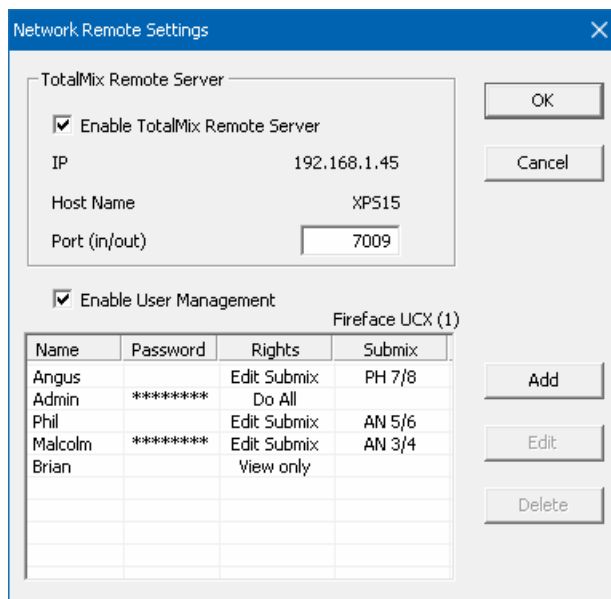 Network Remote Settings
TotalMix Remote Server
OK
Enable TotalMix Remote Server
IP 192.168.1.45
Cancel
Host Name XPS15
Port (in/out) 7009
Enable User Management
Fireface UCX (1)
Name Password Rights Submix
Angus Edit Submix PH 7/8
Add
Admin ******** Do All
Phil Edit Submix AN 5/6
Malcolm ******** Edit Submix AN 3/4
Edit
Brian View only
Delete